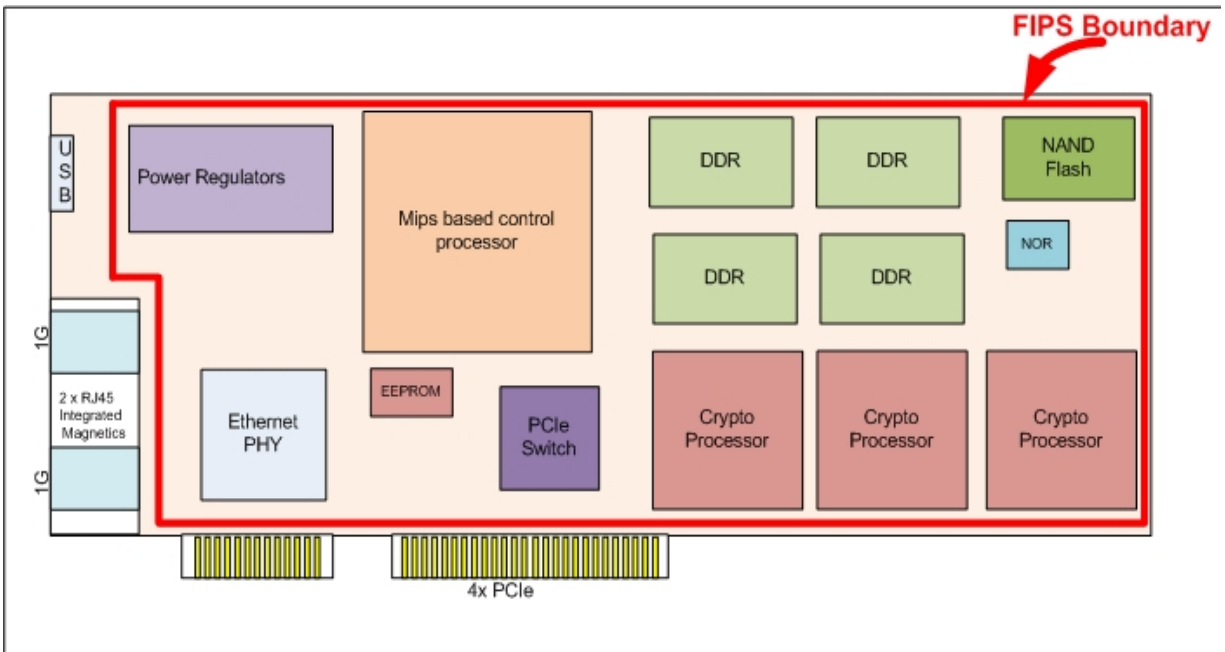 FIPS Boundary
U
S
B
Power Regulators
Mips based control
processor
DDR
DDR
NAND
Flash
NOR
DDR
DDR
1G
2 x RJ45
Integrated
Magnetics
1G
Ethernet
PHY
EEPROM
PCIe
Switch
Crypto
Processor
Crypto
Processor
Crypto
Processor
4x PCIe